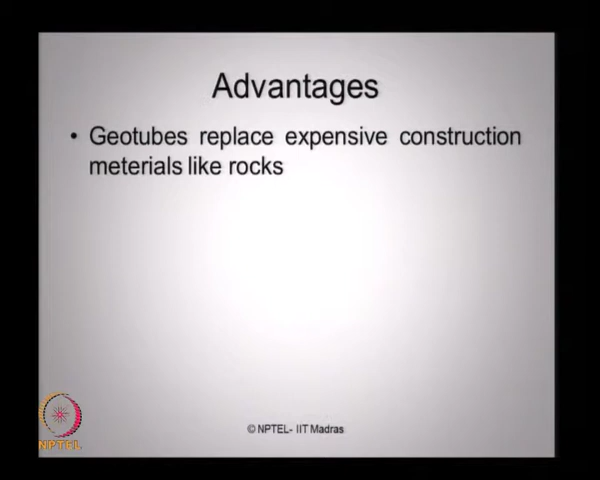 Advantages
• Geotubes replace expensive construction
meterials like rocks
© NPTEL- IIT Madras
NPTEL